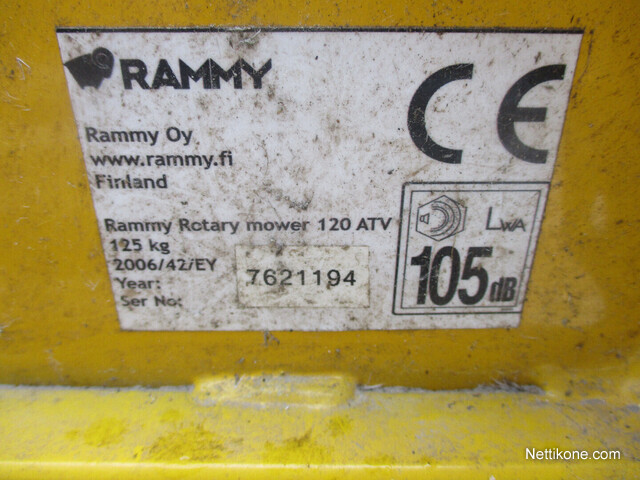 RAMMY
CE
Rammy Oy
www.rammy.fi
Finland
Rammy Rotary mower 120 ATV
125 kg
2006/42/EY
Year:
Ser No:
7621194
LWA
105 dB
Nettikone.com